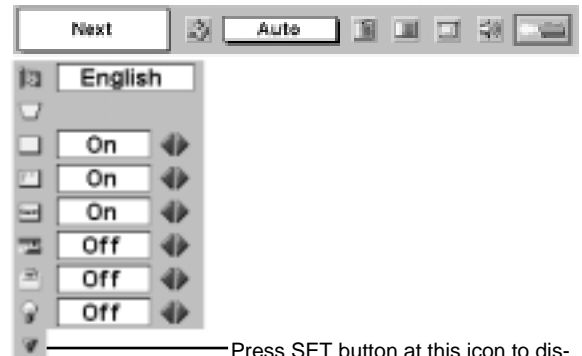 Next
Auto
English
On
On
On
Off
Off
Off
Press SET button at this icon to dis-